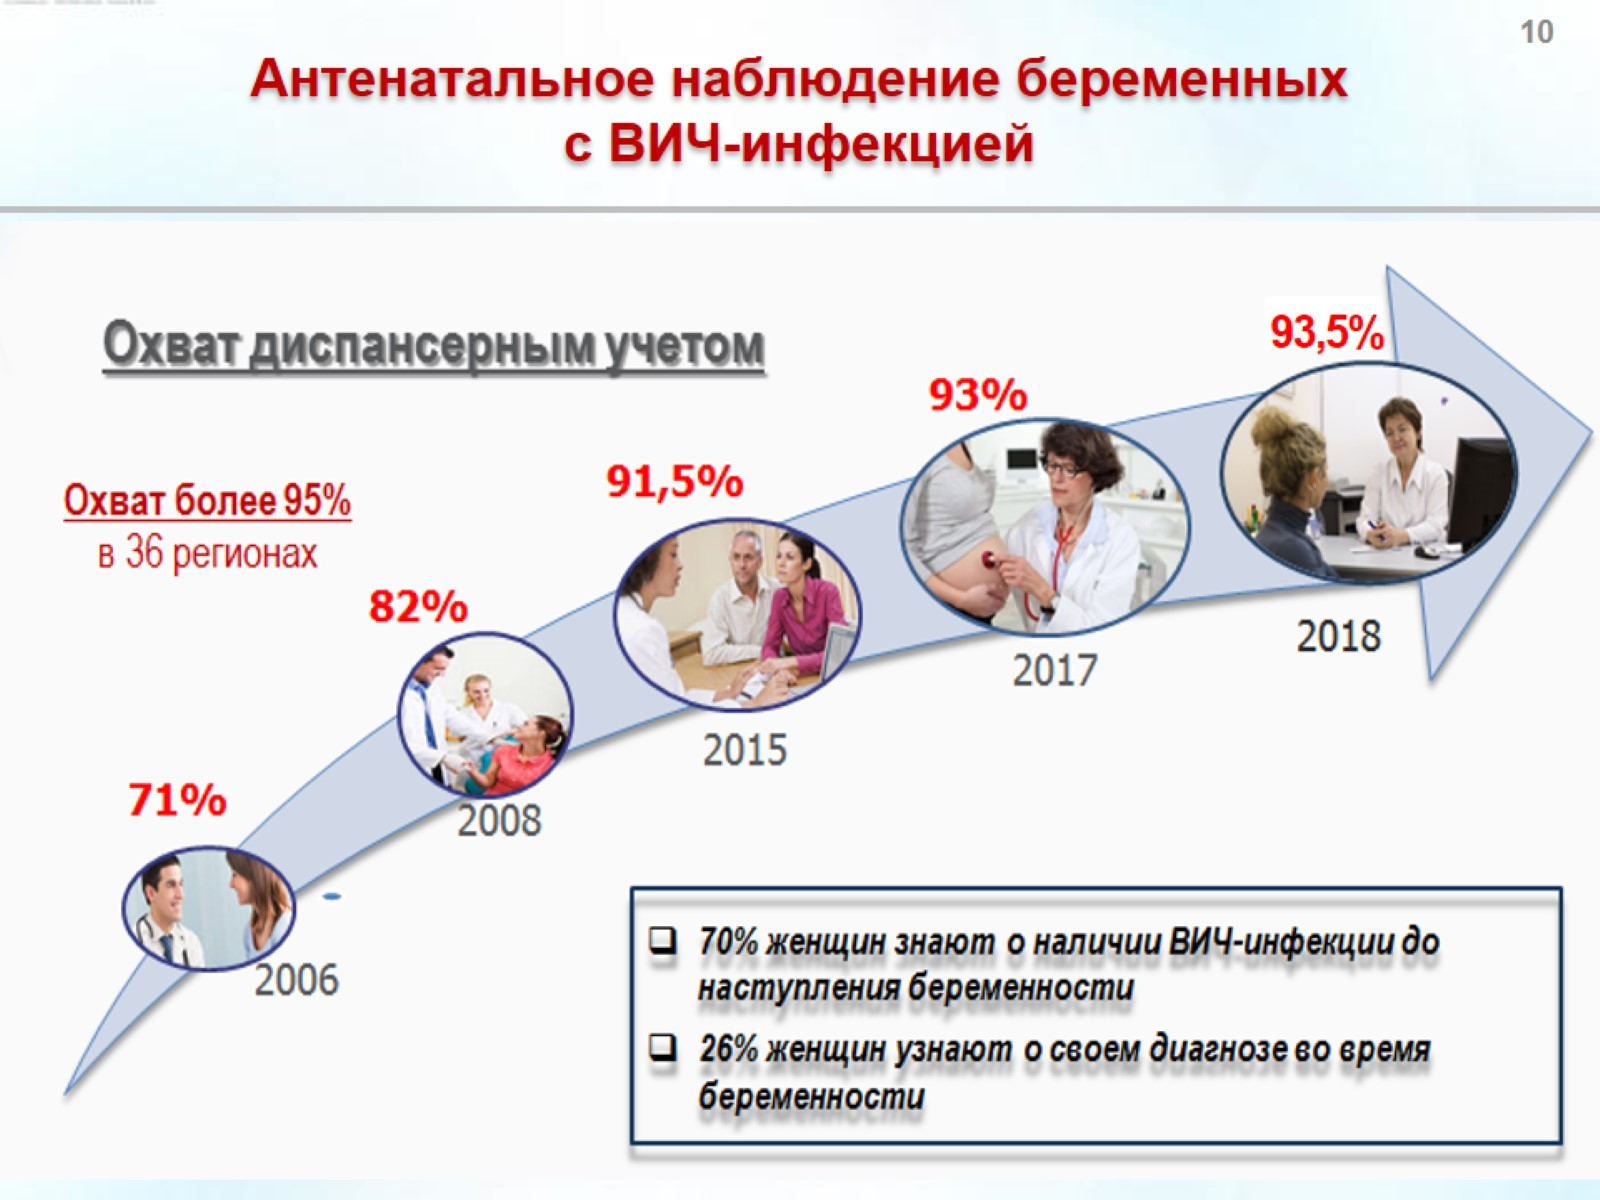 10
Антенатальное наблюдение беременных
с ВИЧ-инфекцией
Охват диспансерным учетом
93,5%
93%
91,5%
Охват более 95%
в 36 регионах
82%
71%
2018
2017
2015
2008
2006
70% женщин знают о наличии ВИЧ-инфекции до
наступления беременности
26% женщин узнают о своем диагнозе во время
беременности